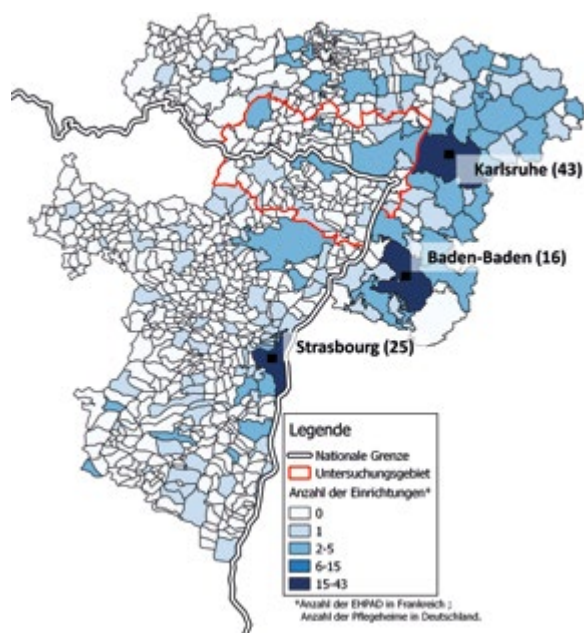 Karlsruhe (43)
Baden-Baden (16)
Strasbourg (25)
Legende
Nationale Grenze
Untersuchungsgebiet
Anzahl der Einrichtungen*
0
1
2-5
6-15
15-43
*Anzahl der EHPAD in Frankreich ;
Anzahl der Pflegeheime in Deutschland.